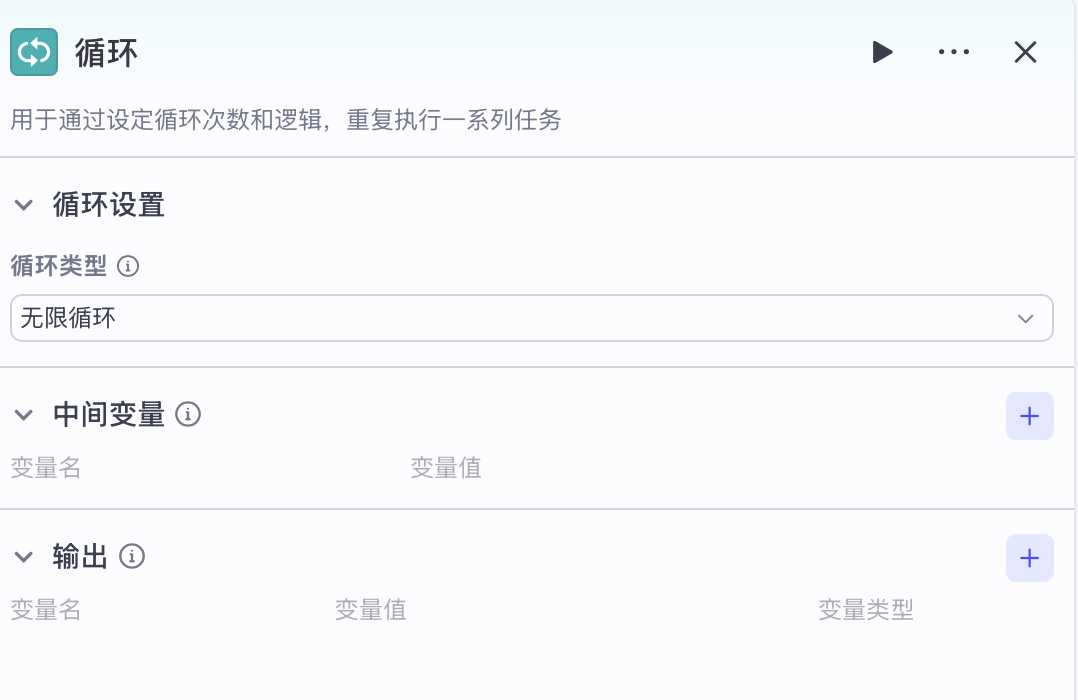 循环
用于通过设定循环次数和逻辑，重复执行一系列任务
循环设置
循环类型
无限循环
中间变量
变量名 变量值
输出
变量名 变量值 变量类型